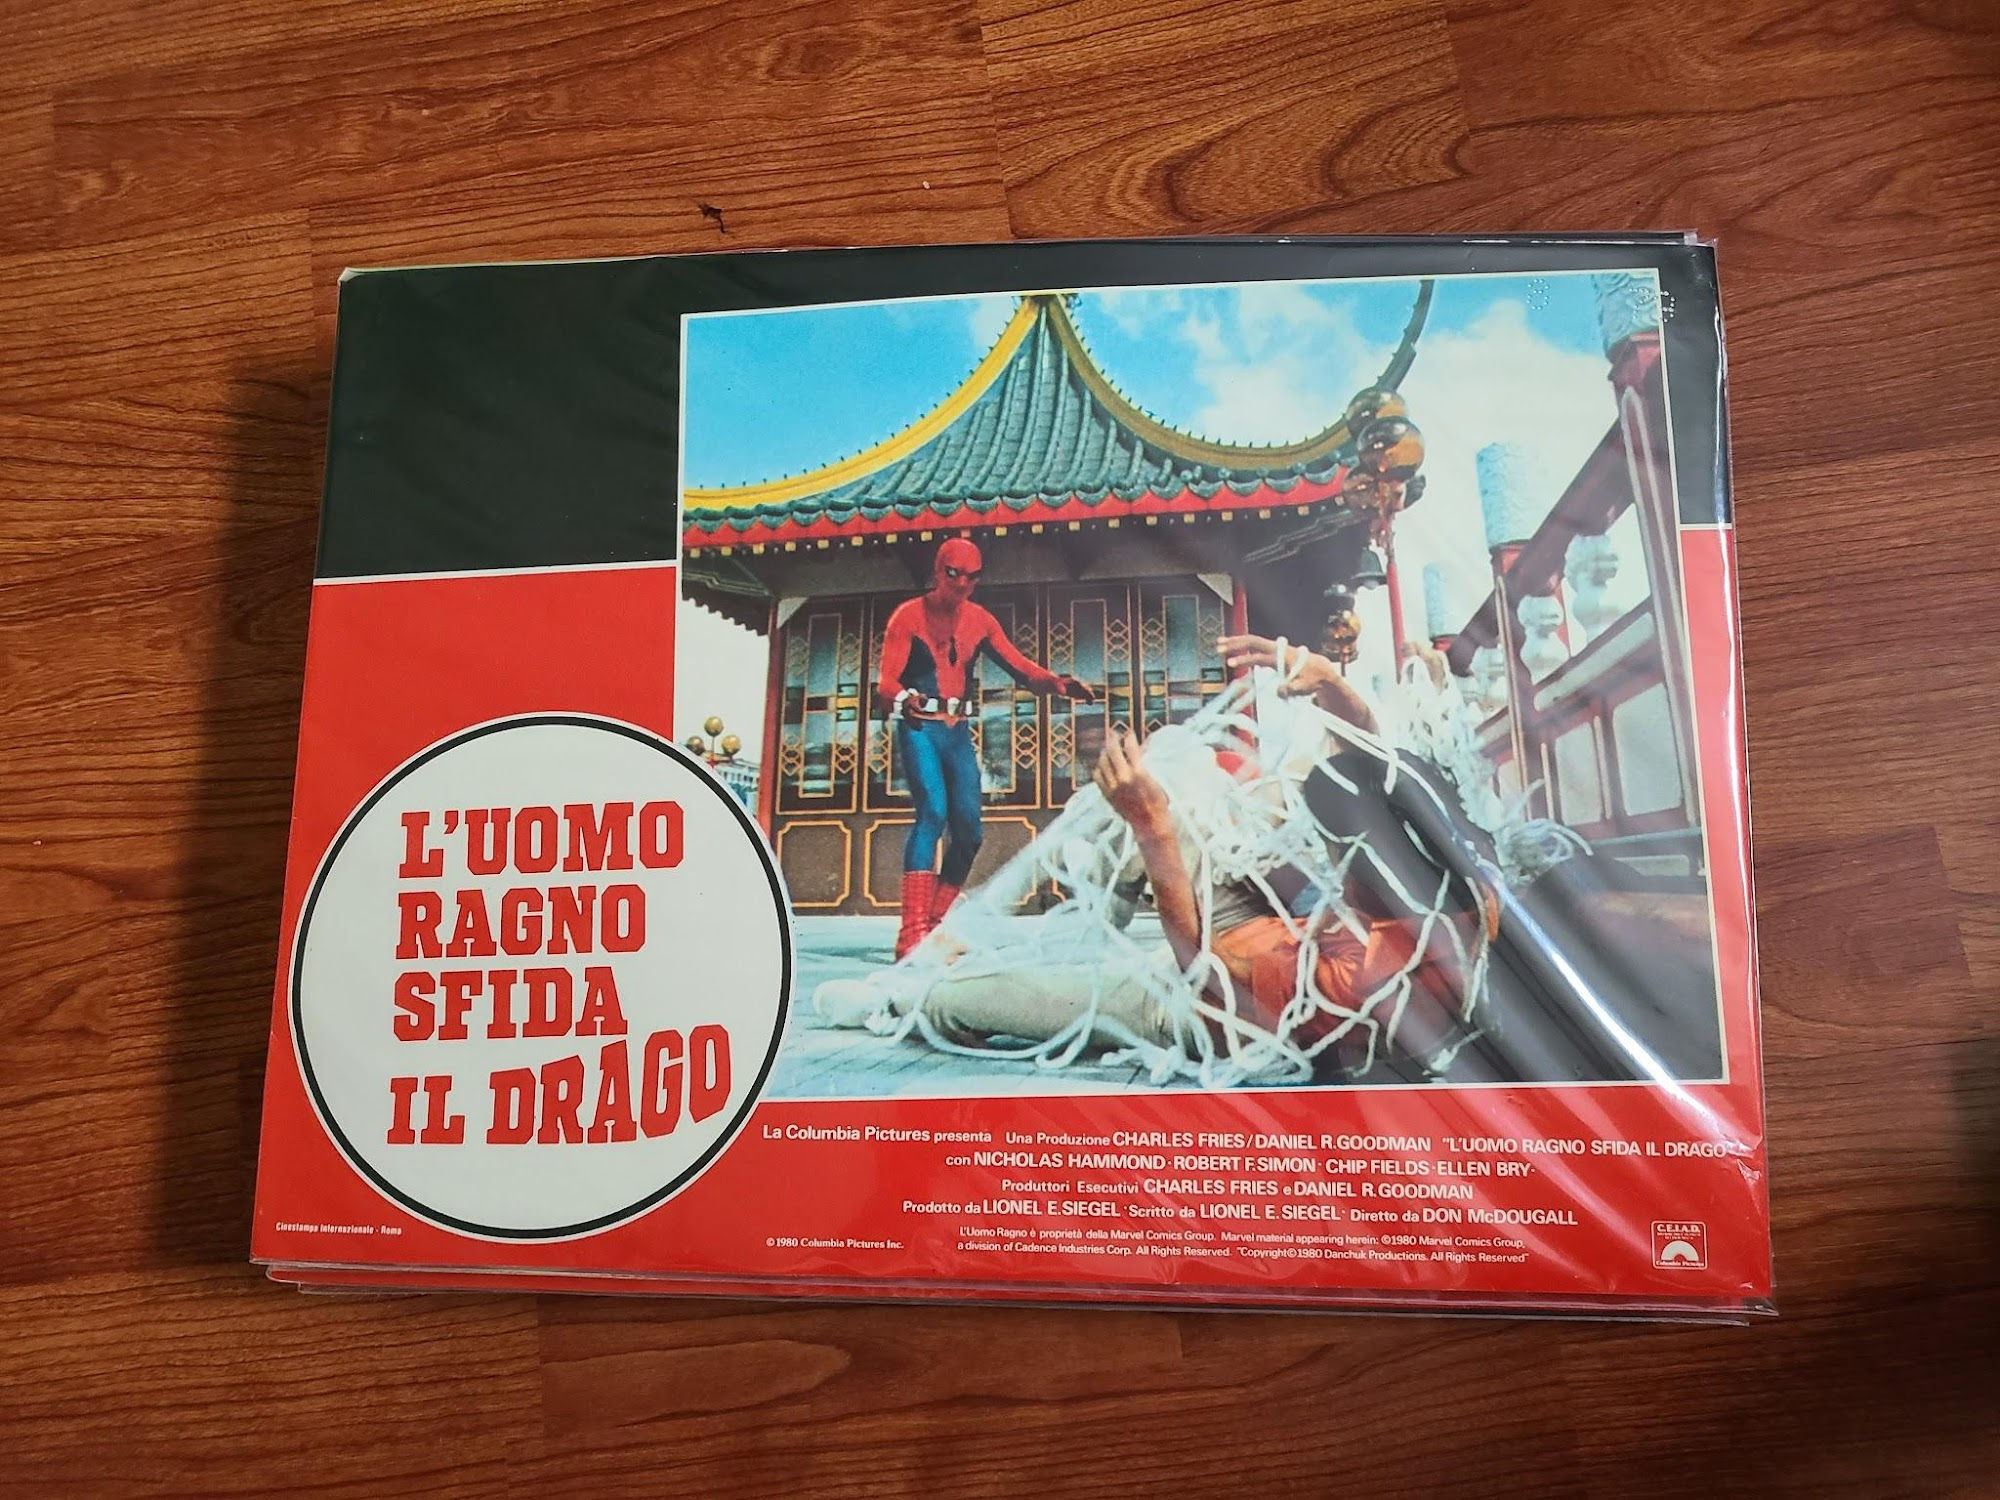 L'UOMO
RAGNO
SFIDA
IL DRAGO
La Columbia Pictures presenta Una Produzione CHARLES FRIES/DANIEL R.GOODMAN "L'UOMO RAGNO SFIDA IL DRAGO"
con NICHOLAS HAMMOND·ROBERT F.SIMON·CHIP FIELDS·ELLEN BRY·
Produttori Esecutivi CHARLES FRIES e DANIEL R.GOODMAN
Prodotto da LIONEL E.SIEGEL·Scritto da LIONEL E.SIEGEL·Diretto da DON McDOUGALL
Cinestampa Internazionale - Roma
©1980 Columbia Pictures Inc.
L'Uomo Ragno è proprietà della Marvel Comics Group. Marvel material appearing herein: ©1980 Marvel Comics Group,
a division of Cadence Industries Corp. All Rights Reserved. "Copyright©1980 Danchuk Productions. All Rights Reserved"
C.E.I.A.D.
Columbia Pictures